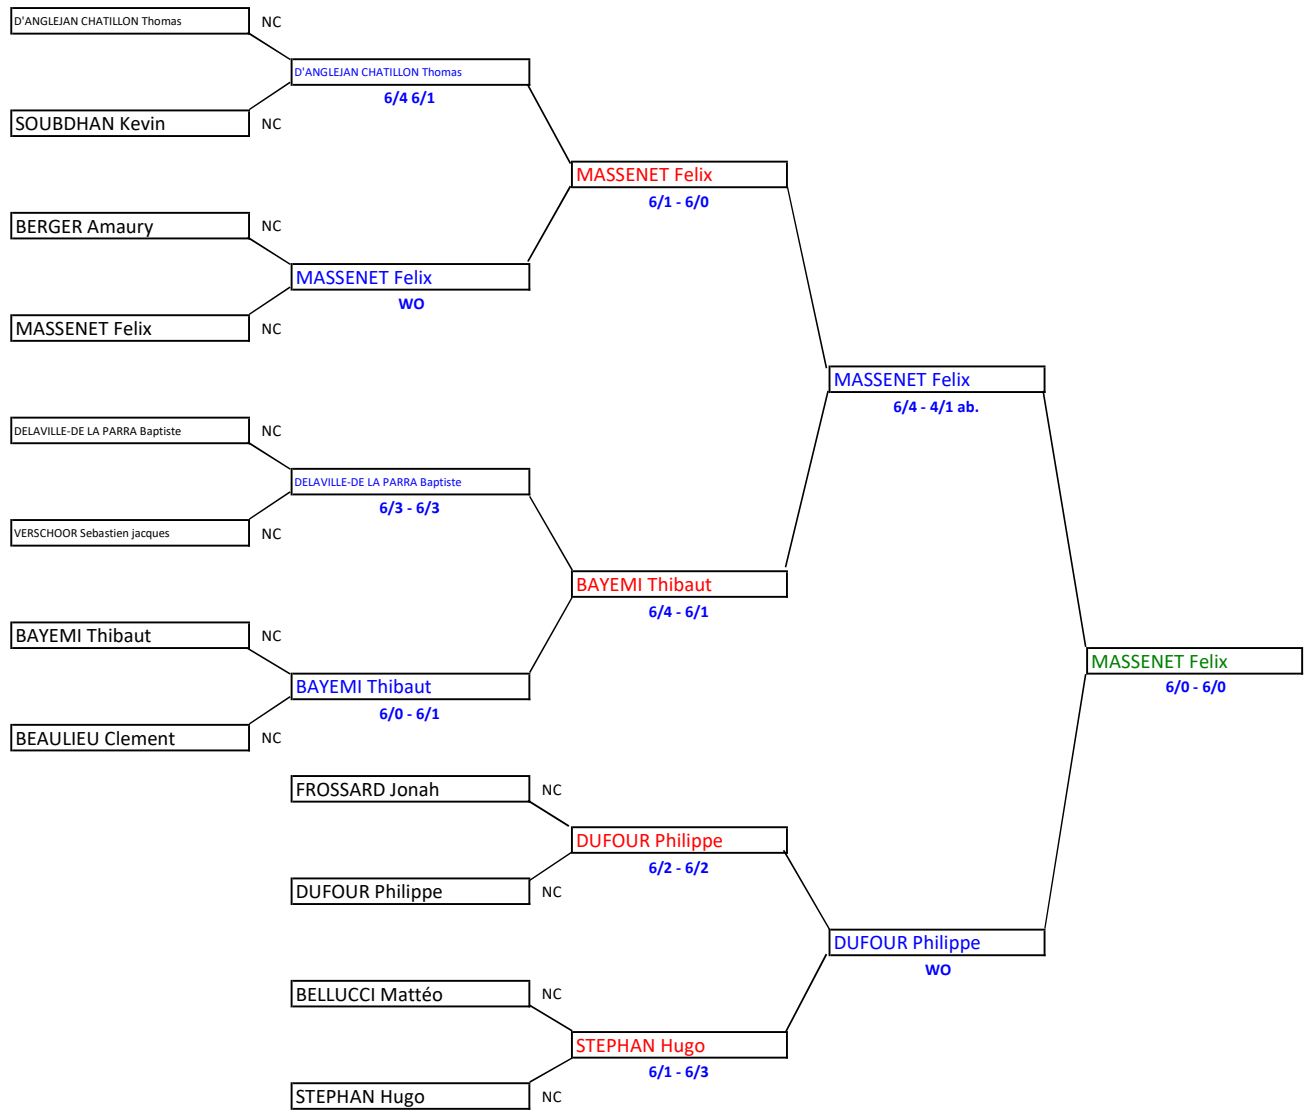 D'ANGLEJAN CHATILLON Thomas NC
D'ANGLEJAN CHATILLON Thomas
6/4 6/1
SOUBDHAN Kevin NC
MASSENET Felix
6/1 - 6/0
BERGER Amaury NC
MASSENET Felix
WO
MASSENET Felix NC
MASSENET Felix
6/4 - 4/1 ab.
DELAVILLE-DE LA PARRA Baptiste NC
DELAVILLE-DE LA PARRA Baptiste
6/3 - 6/3
VERSCHOOR Sebastien jacques NC
BAYEMI Thibaut
6/4 - 6/1
BAYEMI Thibaut NC
MASSENET Felix
6/0 - 6/0
BAYEMI Thibaut
6/0 - 6/1
BEAULIEU Clement NC
FROSSARD Jonah NC
DUFOUR Philippe
6/2 - 6/2
DUFOUR Philippe NC
DUFOUR Philippe
WO
BELLUCCI Mattéo NC
STEPHAN Hugo
6/1 - 6/3
STEPHAN Hugo NC